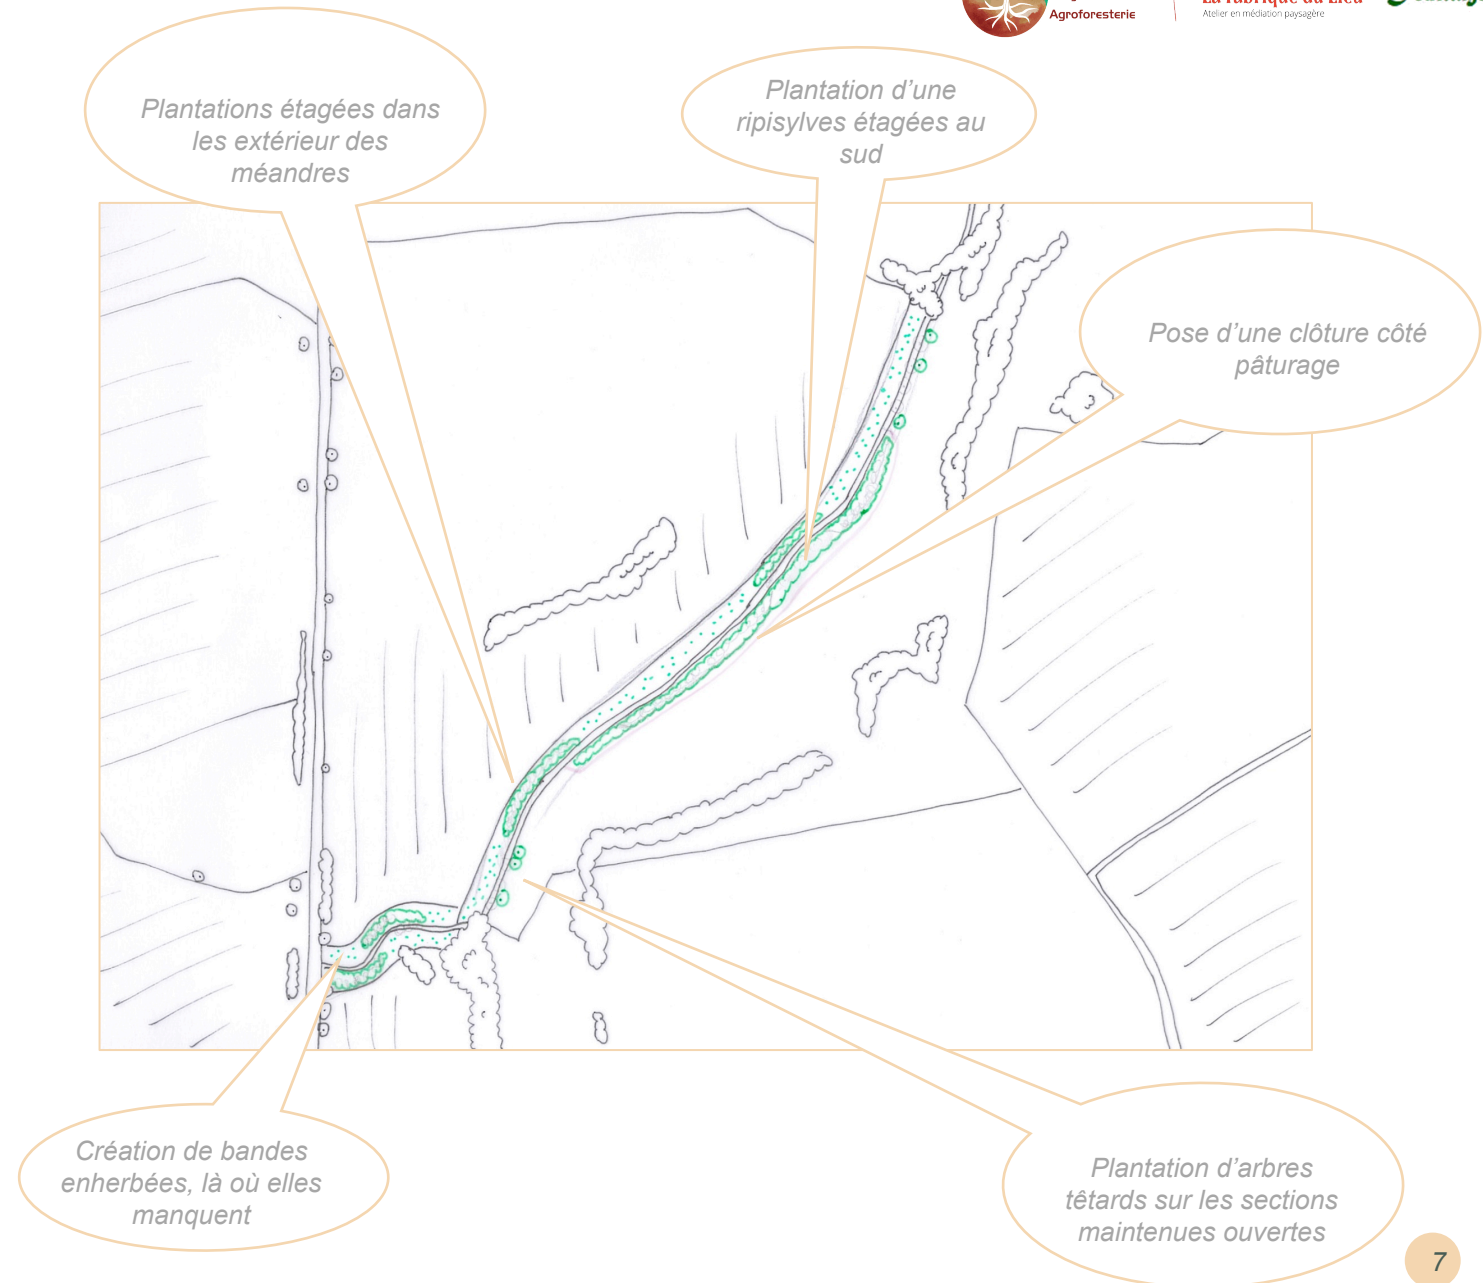 Agroforesterie
Atelier en médiation paysagère
Plantations étagées dans
les extérieur des
méandres
Plantation d’une
ripisylves étagées au
sud
Pose d’une clôture côté
pâturage
Création de bandes
enherbées, là où elles
manquent
Plantation d’arbres
têtards sur les sections
maintenues ouvertes
7